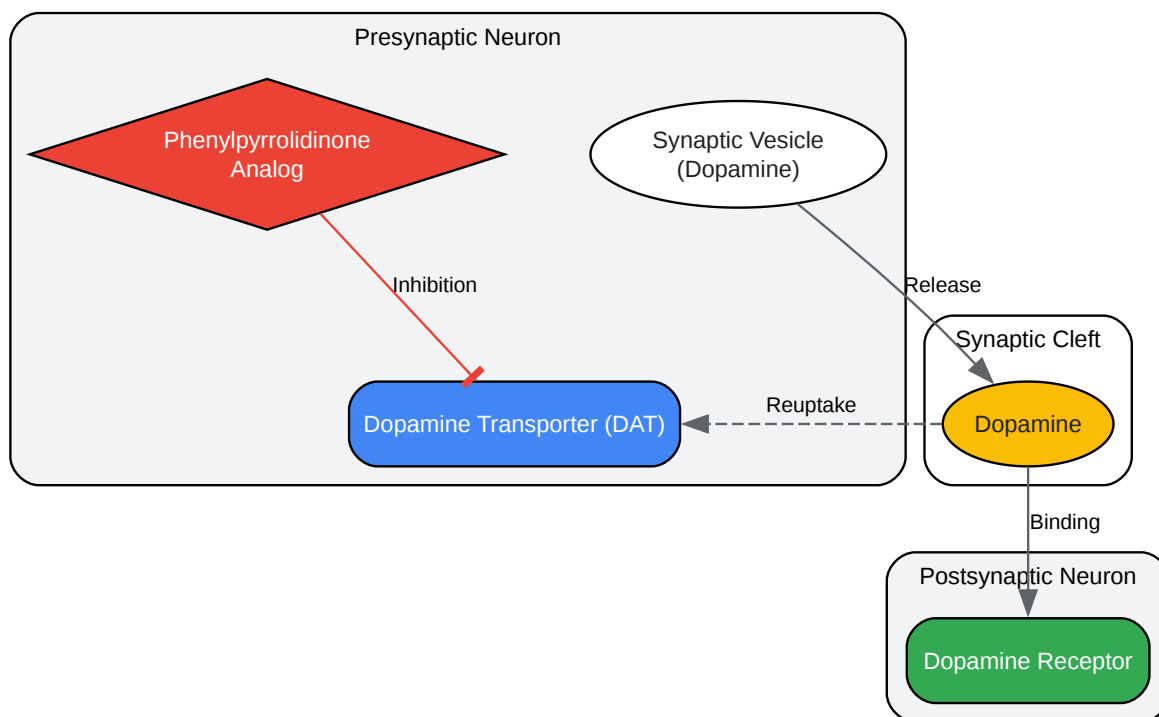 Presynaptic Neuron
Phenylpyrrolidinone
Analog
Synaptic Vesicle
(Dopamine)
Inhibition
Release
Synaptic Cleft
Dopamine Transporter (DAT)
Reuptake
Dopamine
Binding
Postsynaptic Neuron
Dopamine Receptor